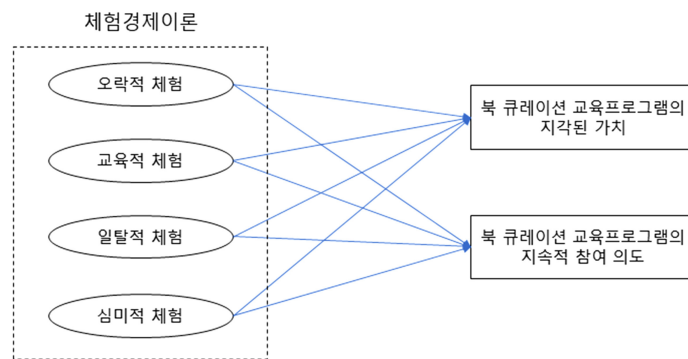 체험경제이론
오락적 체험
교육적 체험
일탈적 체험
심미적 체험
북 큐레이션 교육프로그램의
지각된 가치
북 큐레이션 교육프로그램의
지속적 참여 의도